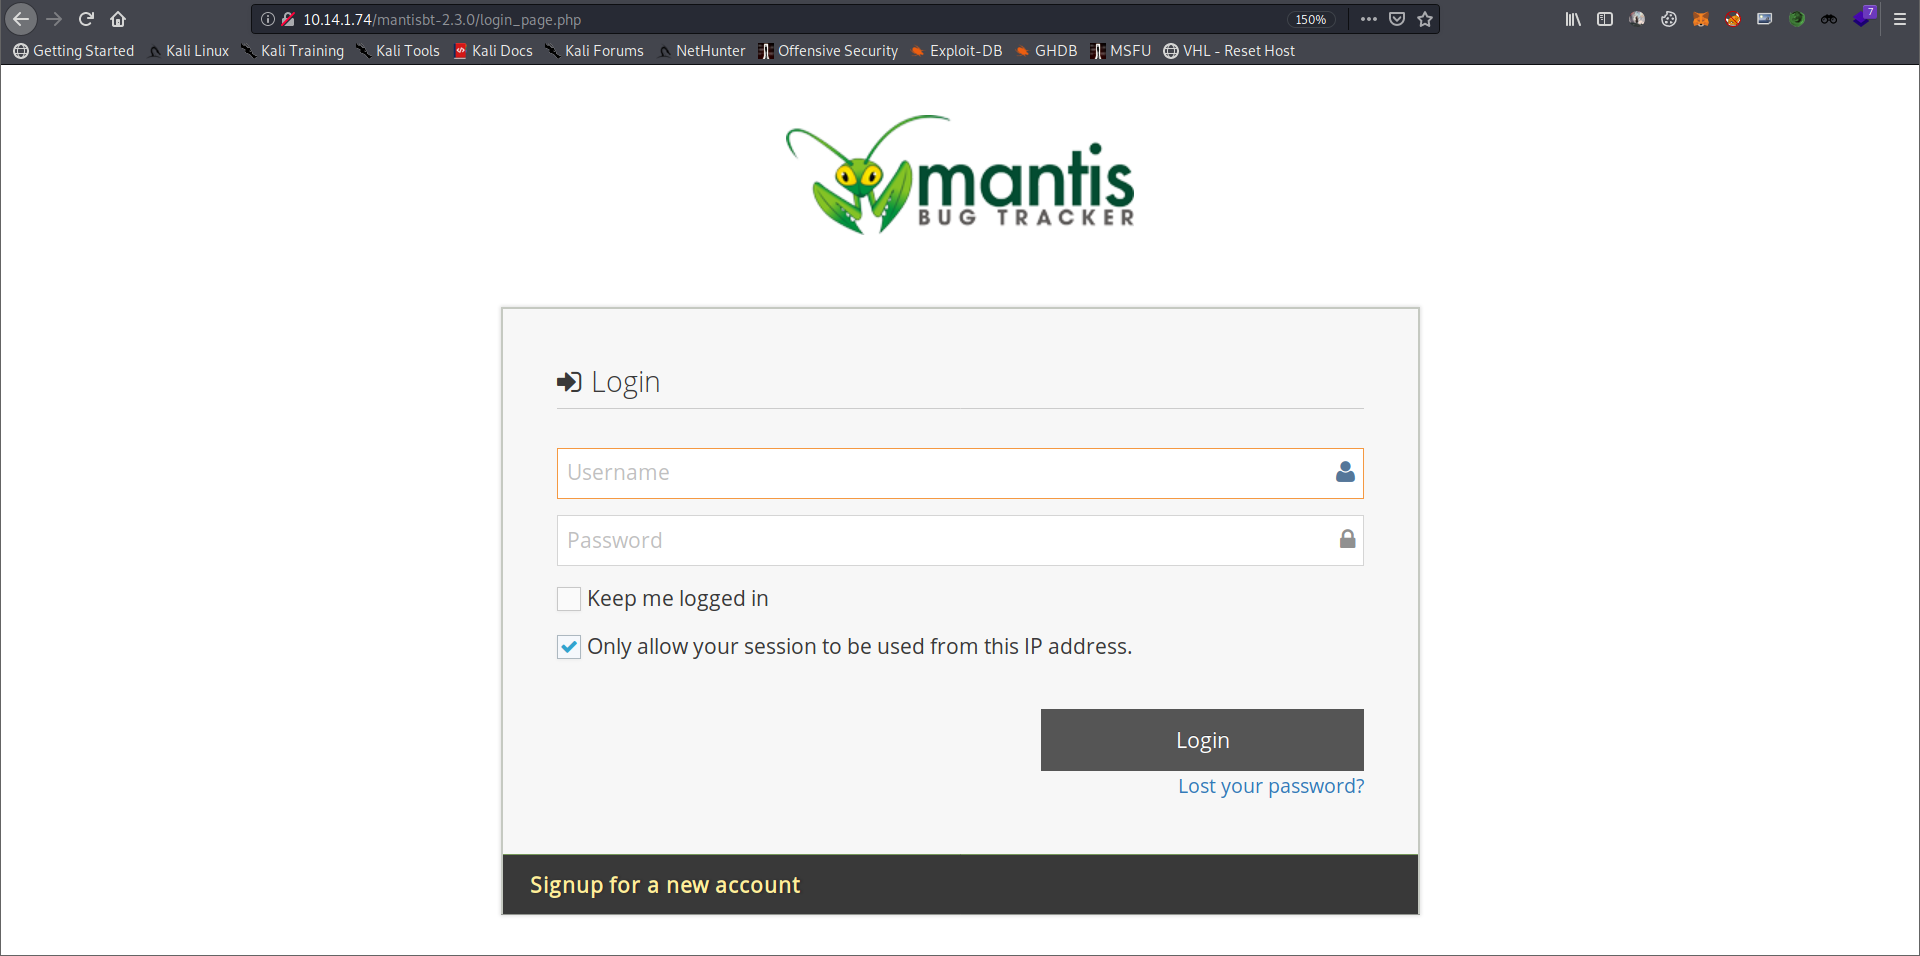 10.14.1.74/mantisbt-2.3.0/login_page.php 150% 7
Getting Started Kali Linux Kali Training Kali Tools Kali Docs Kali Forums NetHunter Offensive Security Exploit-DB GHDB MSFU VHL - Reset Host
mantis
BUG TRACKER
Login
Username
Password
Keep me logged in
Only allow your session to be used from this IP address.
Login
Lost your password?
Signup for a new account